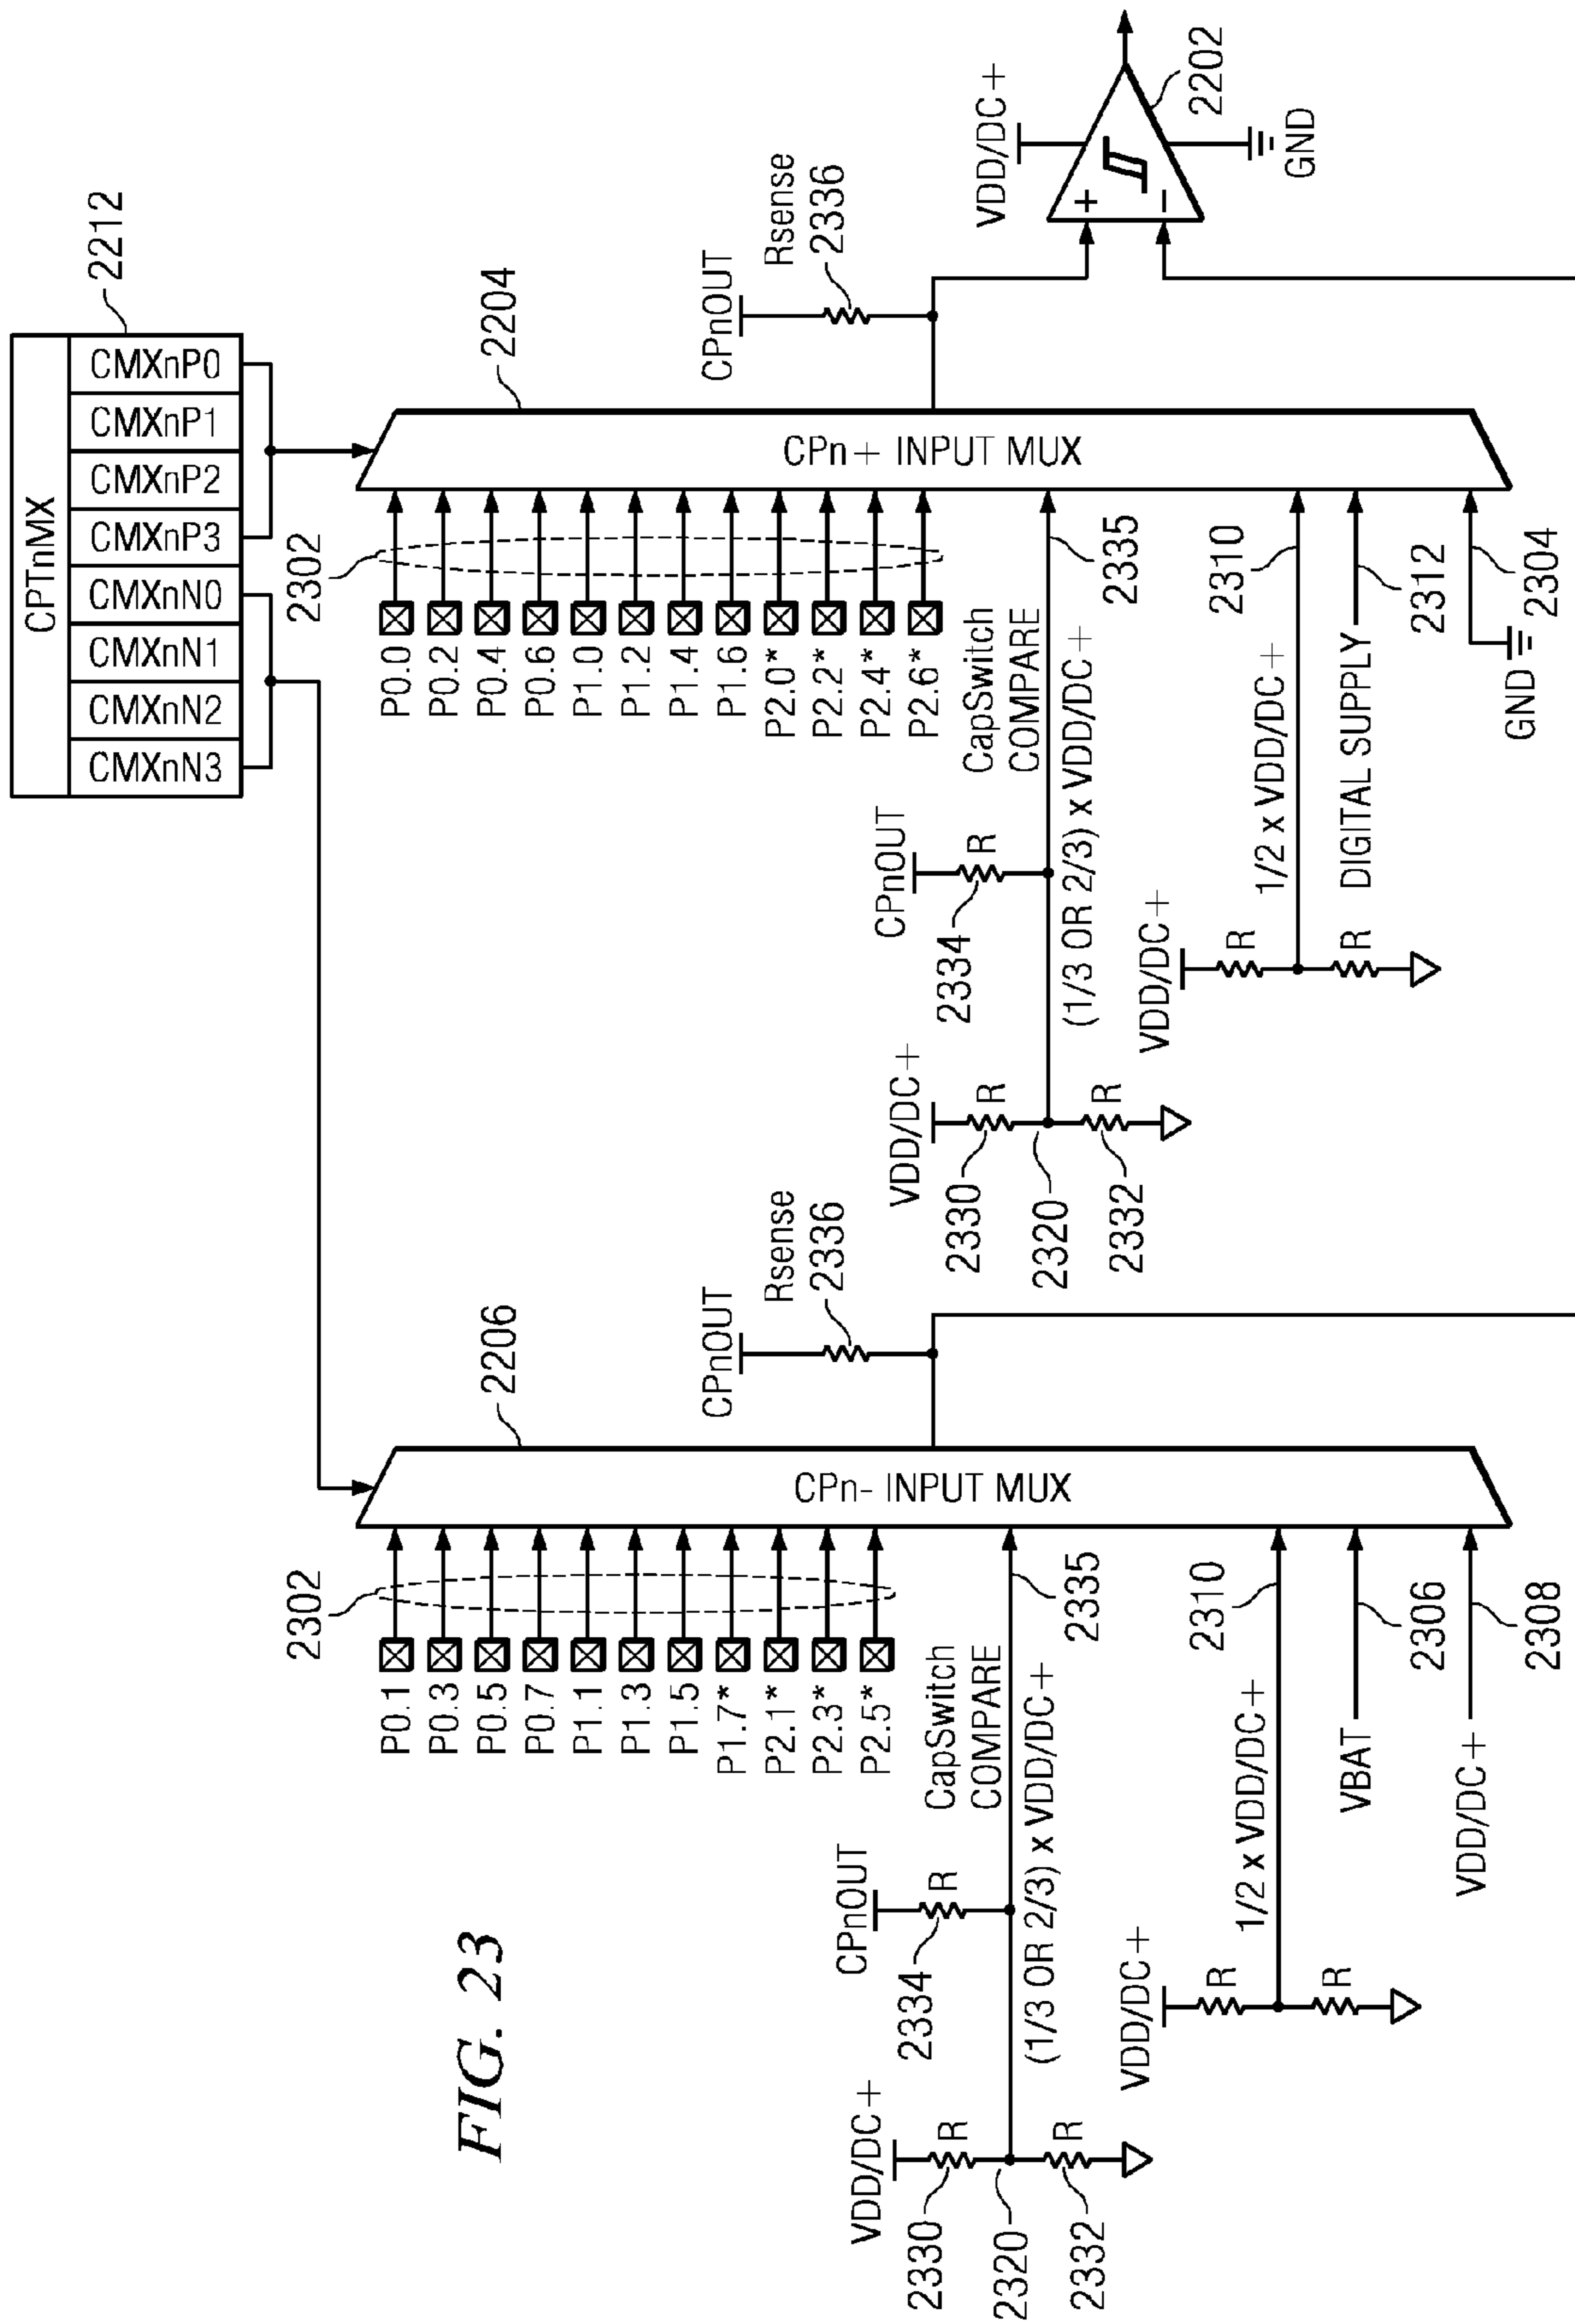 FIG. 23
CPTnMX
CMXnN3
CMXnN2
CMXnN1
CMXnN0
CMXnP3
CMXnP2
CMXnP1
CMXnP0
2212
2206
2302
P0.1
P0.3
P0.5
P0.7
P1.1
P1.3
P1.5
P1.7*
P2.1*
P2.3*
P2.5*
CPn- INPUT MUX
CPnOUT
Rsense
2336
CapSwitch
COMPARE
2335
CPnOUT
R
2334
VDD/DC+
R
2330
2320
R
2332
(1/3 OR 2/3) x VDD/DC+
VDD/DC+
R
R
1/2 x VDD/DC+
2310
VBAT
2306
VDD/DC+
2308
2204
2302
P0.0
P0.2
P0.4
P0.6
P1.0
P1.2
P1.4
P1.6
P2.0*
P2.2*
P2.4*
P2.6*
CPn+ INPUT MUX
CPnOUT
Rsense
2336
CapSwitch
COMPARE
2335
CPnOUT
R
2334
VDD/DC+
R
2330
2320
R
2332
(1/3 OR 2/3) x VDD/DC+
VDD/DC+
R
R
1/2 x VDD/DC+
2310
DIGITAL SUPPLY
2312
GND
2304
VDD/DC+
+
-
2202
GND